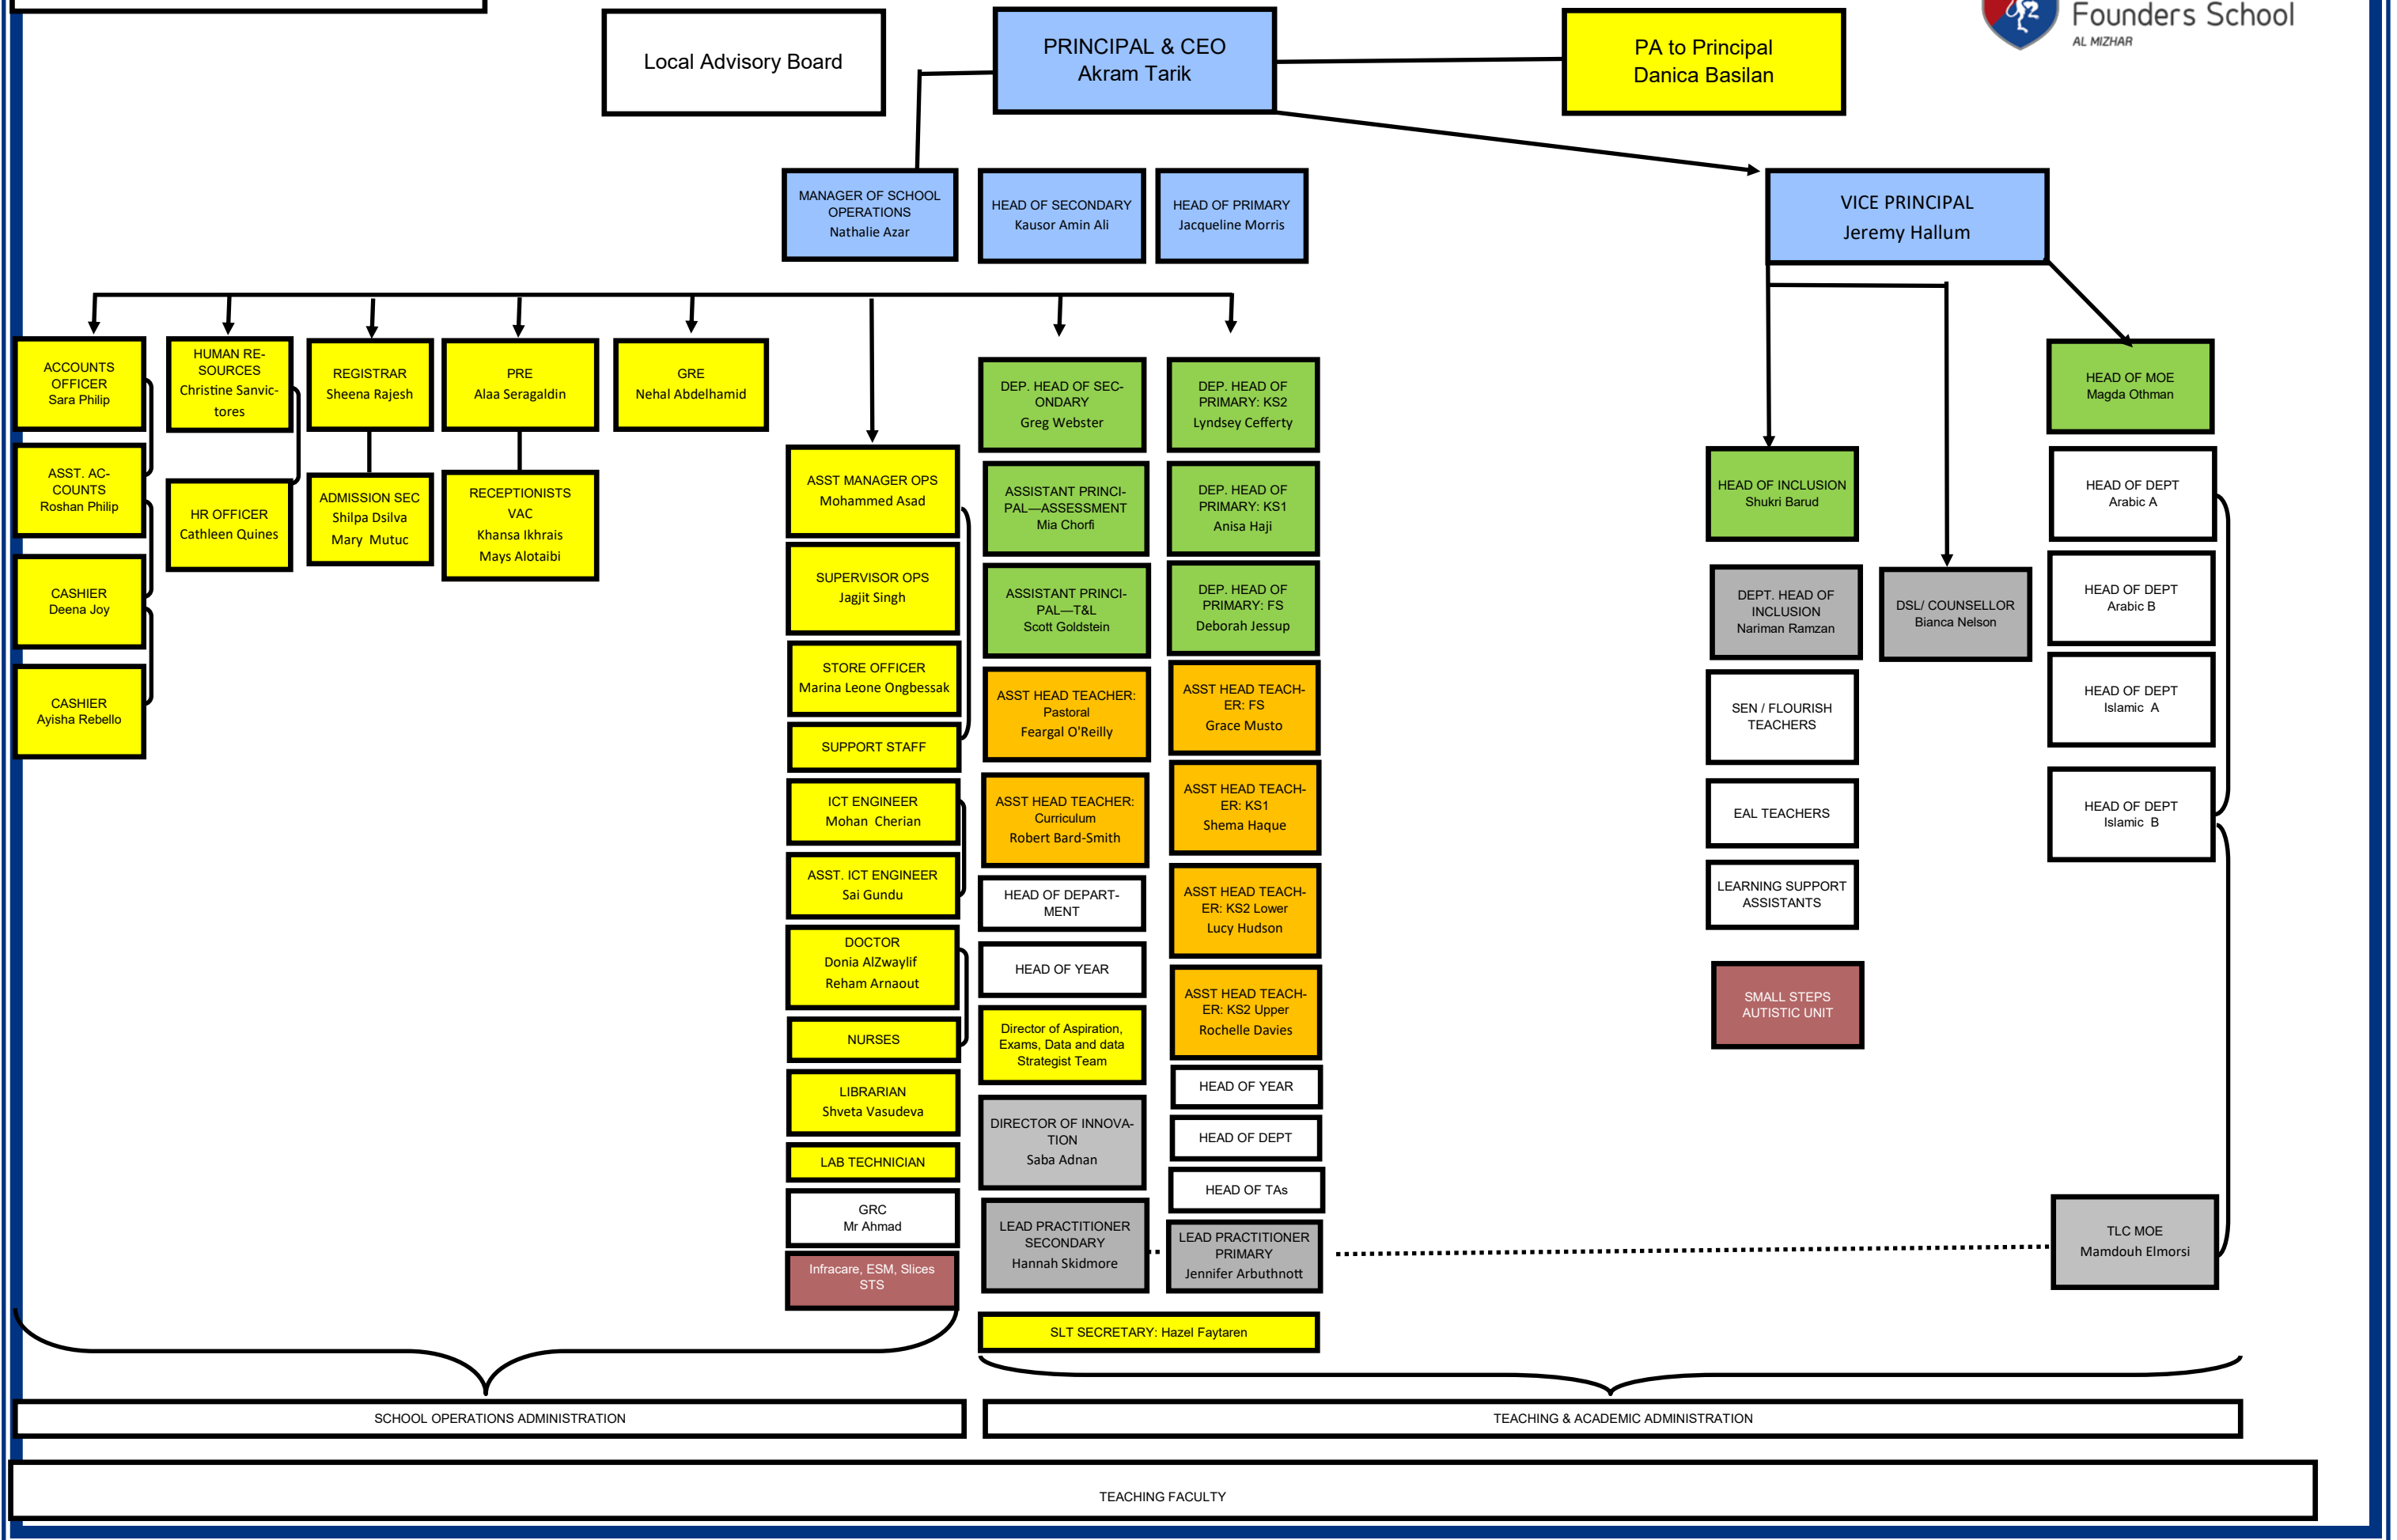 Founders School
AL MIZHAR
Local Advisory Board
PRINCIPAL & CEO
Akram Tarik
PA to Principal
Danica Basilan
MANAGER OF SCHOOL
OPERATIONS
Nathalie Azar
HEAD OF SECONDARY
Kausor Amin Ali
HEAD OF PRIMARY
Jacqueline Morris
VICE PRINCIPAL
Jeremy Hallum
ACCOUNTS
OFFICER
Sara Philip
ASST. AC-
COUNTS
Roshan Philip
CASHIER
Deena Joy
CASHIER
Ayisha Rebello
HUMAN RE-
SOURCES
Christine Sanvic-
tores
HR OFFICER
Cathleen Quines
REGISTRAR
Sheena Rajesh
ADMISSION SEC
Shilpa Dsilva
Mary  Mutuc
PRE
Alaa Seragaldin
RECEPTIONISTS
VAC
Khansa Ikhrais
Mays Alotaibi
GRE
Nehal Abdelhamid
ASST MANAGER OPS
Mohammed Asad
SUPERVISOR OPS
Jagjit Singh
STORE OFFICER
Marina Leone Ongbessak
SUPPORT STAFF
ICT ENGINEER
Mohan  Cherian
ASST. ICT ENGINEER
Sai Gundu
DOCTOR
Donia AlZwaylif
Reham Arnaout
NURSES
LIBRARIAN
Shveta Vasudeva
LAB TECHNICIAN
GRC
Mr Ahmad
Infracare, ESM, Slices
STS
DEP. HEAD OF SEC-
ONDARY
Greg Webster
ASSISTANT PRINCI-
PAL—ASSESSMENT
Mia Chorfi
ASSISTANT PRINCI-
PAL—T&L
Scott Goldstein
ASST HEAD TEACHER:
Pastoral
Feargal O'Reilly
ASST HEAD TEACHER:
Curriculum
Robert Bard-Smith
HEAD OF DEPART-
MENT
HEAD OF YEAR
Director of Aspiration,
Exams, Data and data
Strategist Team
DIRECTOR OF INNOVA-
TION
Saba Adnan
LEAD PRACTITIONER
SECONDARY
Hannah Skidmore
DEP. HEAD OF
PRIMARY: KS2
Lyndsey Cefferty
DEP. HEAD OF
PRIMARY: KS1
Anisa Haji
DEP. HEAD OF
PRIMARY: FS
Deborah Jessup
ASST HEAD TEACH-
ER: FS
Grace Musto
ASST HEAD TEACH-
ER: KS1
Shema Haque
ASST HEAD TEACH-
ER: KS2 Lower
Lucy Hudson
ASST HEAD TEACH-
ER: KS2 Upper
Rochelle Davies
HEAD OF YEAR
HEAD OF DEPT
HEAD OF TAs
LEAD PRACTITIONER
PRIMARY
Jennifer Arbuthnott
SLT SECRETARY: Hazel Faytaren
HEAD OF INCLUSION
Shukri Barud
DEPT. HEAD OF
INCLUSION
Nariman Ramzan
SEN / FLOURISH
TEACHERS
EAL TEACHERS
LEARNING SUPPORT
ASSISTANTS
SMALL STEPS
AUTISTIC UNIT
DSL/ COUNSELLOR
Bianca Nelson
HEAD OF MOE
Magda Othman
HEAD OF DEPT
Arabic A
HEAD OF DEPT
Arabic B
HEAD OF DEPT
Islamic  A
HEAD OF DEPT
Islamic  B
TLC MOE
Mamdouh Elmorsi
SCHOOL OPERATIONS ADMINISTRATION
TEACHING & ACADEMIC ADMINISTRATION
TEACHING FACULTY